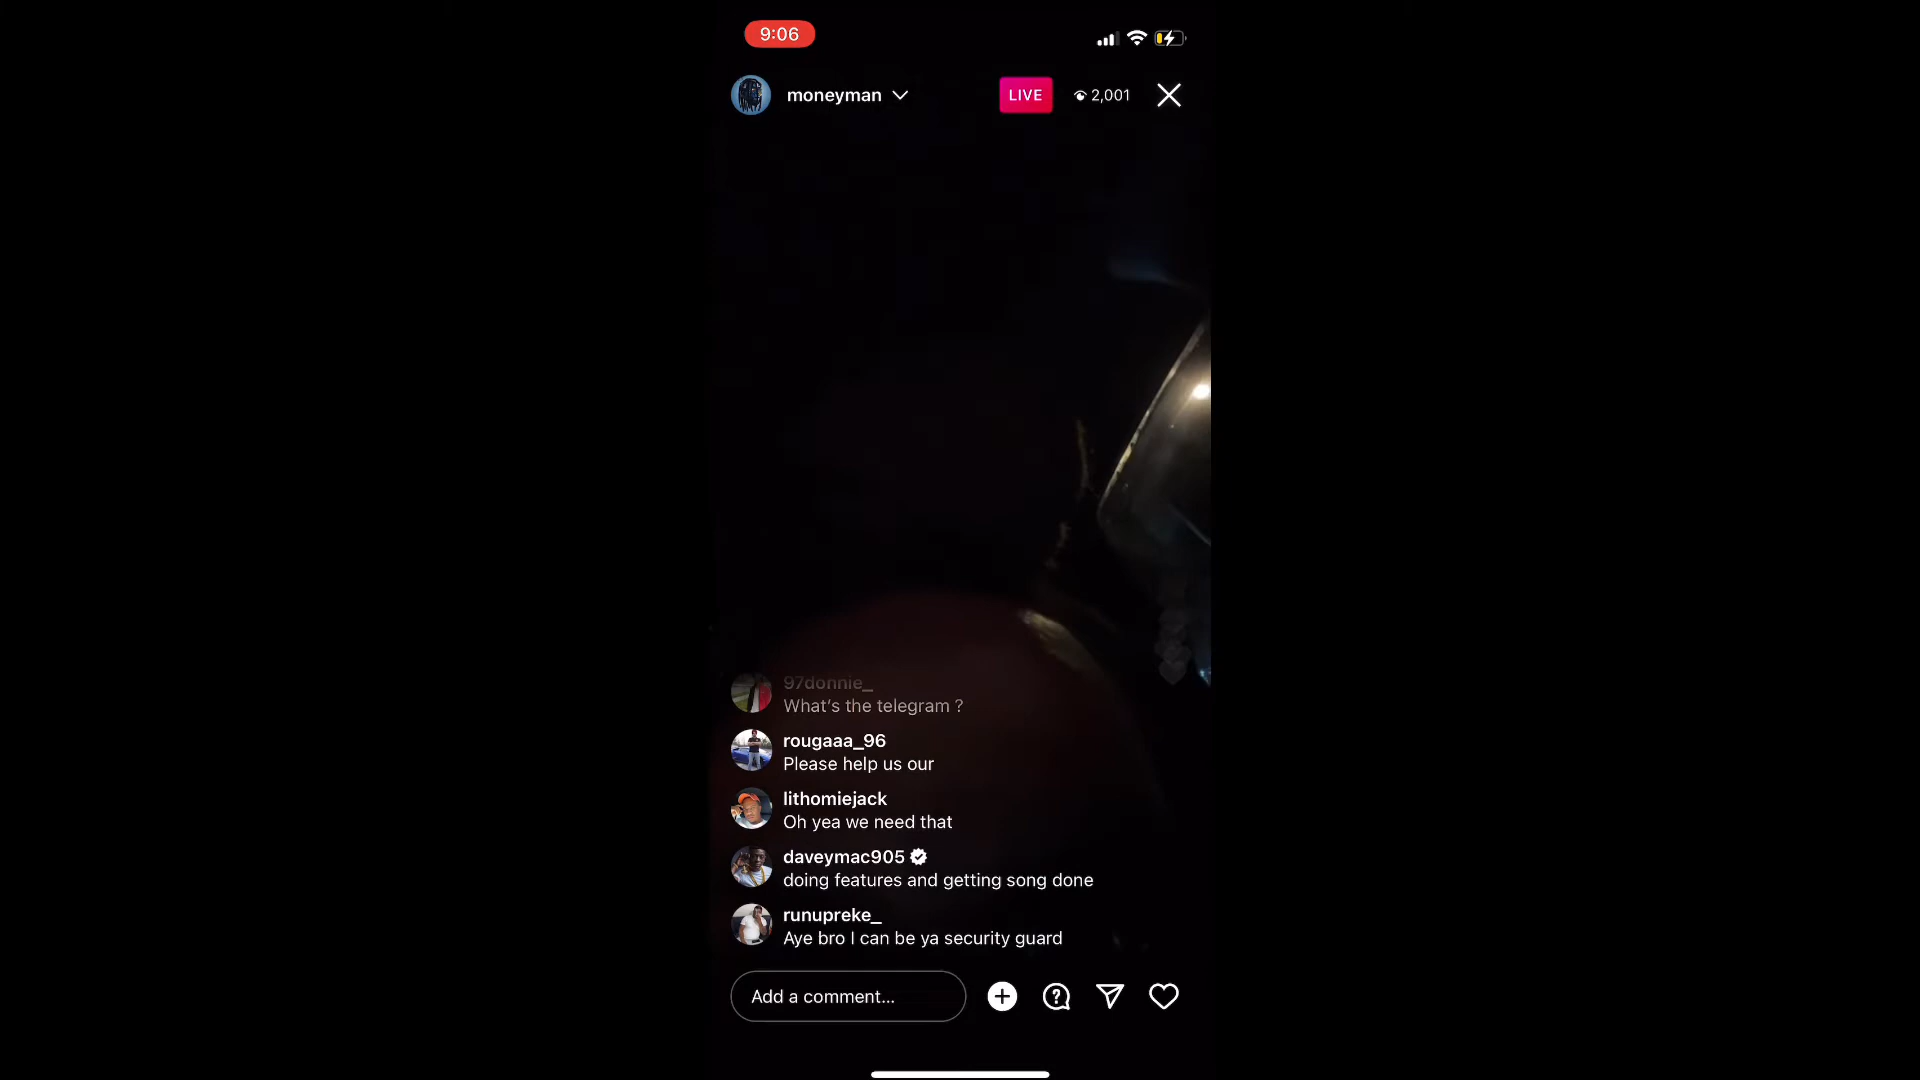 9:06
moneyman
LIVE
2,001
97donnie_
What's the telegram ?
rougaaa_96
Please help us our
lithomiejack
Oh yea we need that
daveymac905
doing features and getting song done
runupreke_
Aye bro I can be ya security guard
Add a comment...